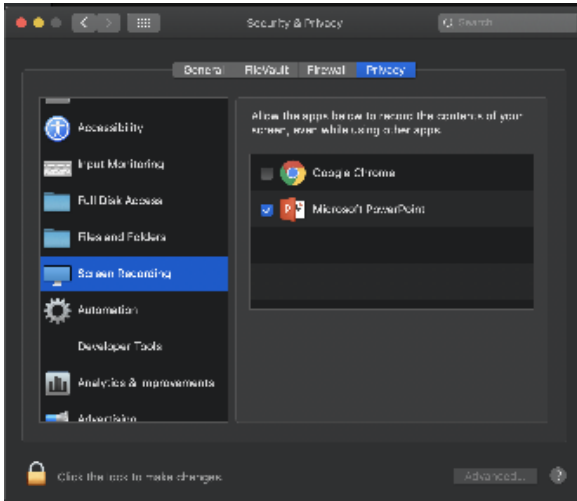 Security & Privacy
Search
General
FileVault
Firewall
Privacy
Accessibility
Input Monitoring
Full Disk Access
Files and Folders
Screen Recording
Automation
Developer Tools
Analytics & Improvements
Advertising
Allow the apps below to record the contents of your
screen, even while using other apps.
Google Chrome
Microsoft PowerPoint
Click the lock to make changes.
Advanced...
?